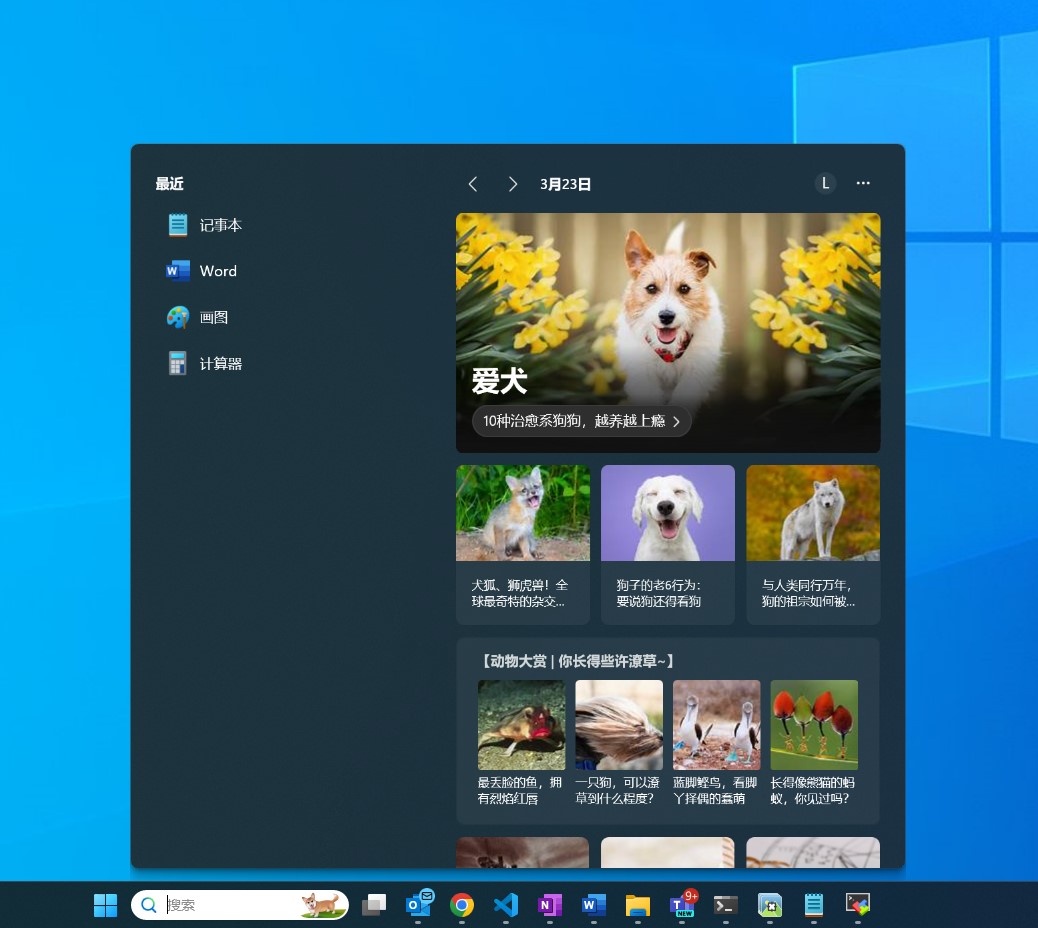 最近
记事本
Word
画图
计算器
3月23日
L
爱犬
10种治愈系狗狗，越养越上瘾
犬狐、狮虎兽！全
球最奇特的杂交...
狗子的老6行为：
要说狗还得看狗
与人类同行万年，
狗的祖宗如何被...
【动物大赏 | 你长得些许潦草~】
最丢脸的鱼，拥
有烈焰红唇
一只狗，可以潦
草到什么程度？
蓝脚鲣鸟，看脚
丫择偶的蠢萌
长得像熊猫的蚂
蚁，你见过吗？
搜索
9+
NEW